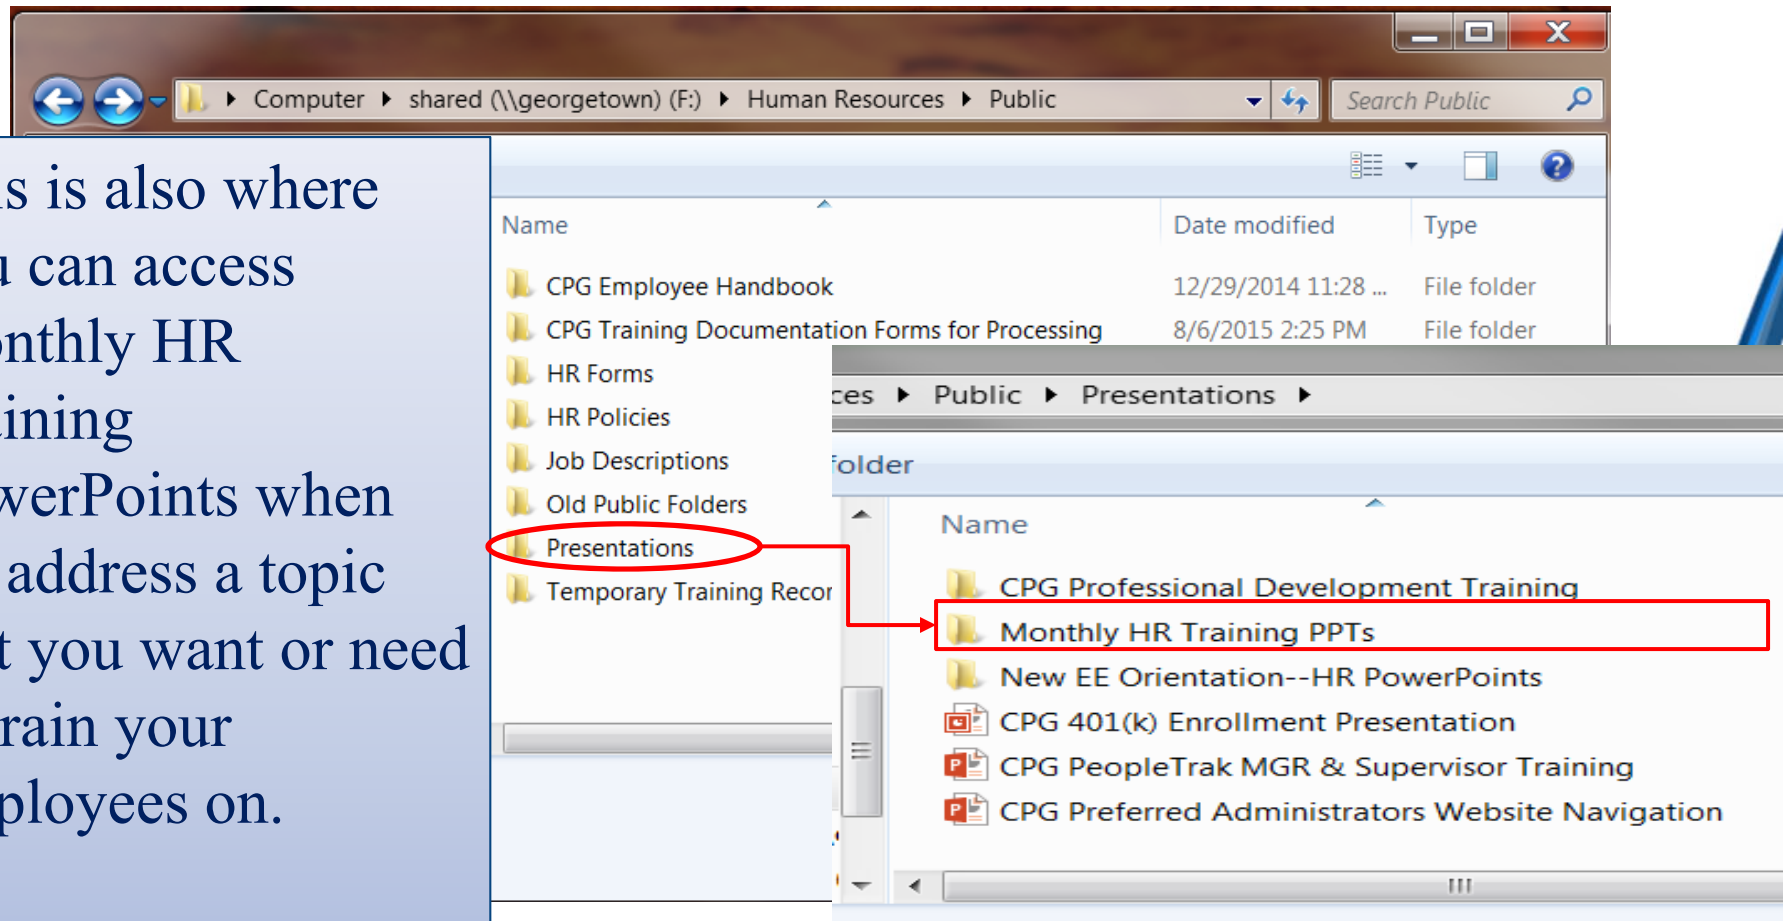 Computer ▸ shared (\\georgetown) (F:) ▸ Human Resources ▸ Public
Search Public
is also where
can access
HR
PowerPoints when
address a topic
you want or need
your
on.
Name Date modified Type
CPG Employee Handbook 12/29/2014 11:28 ... File folder
CPG Training Documentation Forms for Processing 8/6/2015 2:25 PM File folder
HR Forms
HR Policies
Job Descriptions
Old Public Folders
Presentations
Temporary Training Recor
ces ▸ Public ▸ Presentations ▸
folder
Name
CPG Professional Development Training
Monthly HR Training PPTs
New EE Orientation--HR PowerPoints
CPG 401(k) Enrollment Presentation
CPG PeopleTrak MGR & Supervisor Training
CPG Preferred Administrators Website Navigation